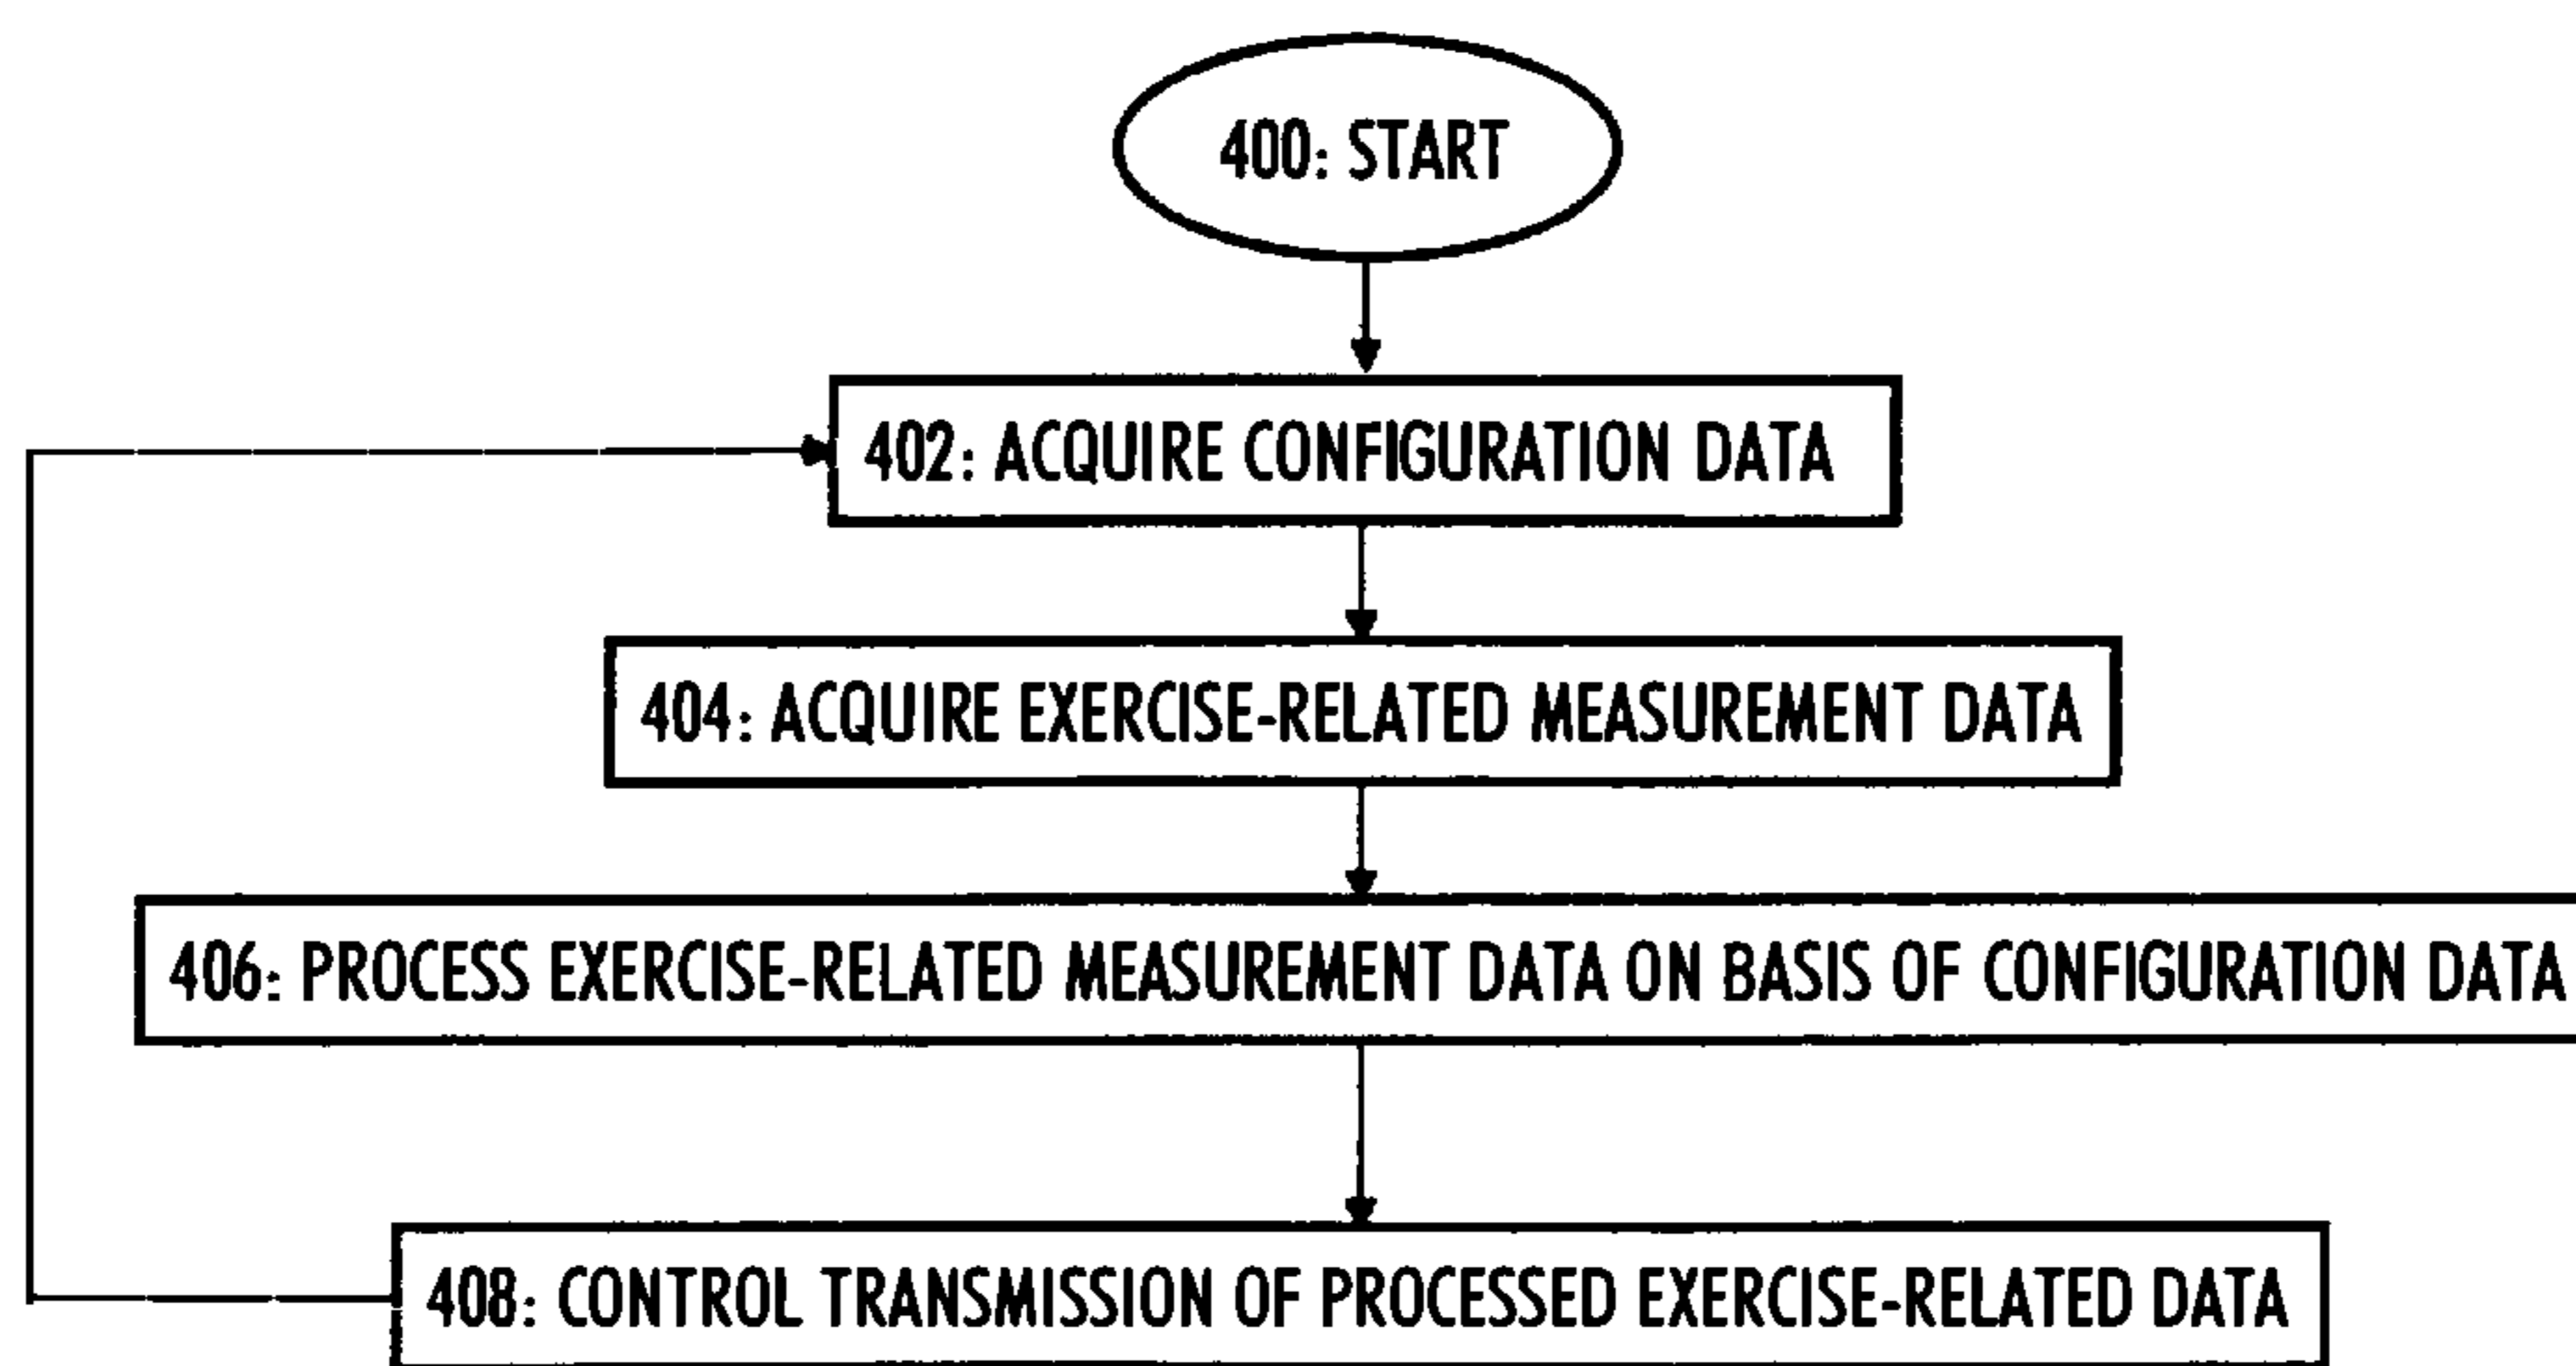 400: START
402: ACQUIRE CONFIGURATION DATA
404: ACQUIRE EXERCISE-RELATED MEASUREMENT DATA
406: PROCESS EXERCISE-RELATED MEASUREMENT DATA ON BASIS OF CONFIGURATION DATA
408: CONTROL TRANSMISSION OF PROCESSED EXERCISE-RELATED DATA